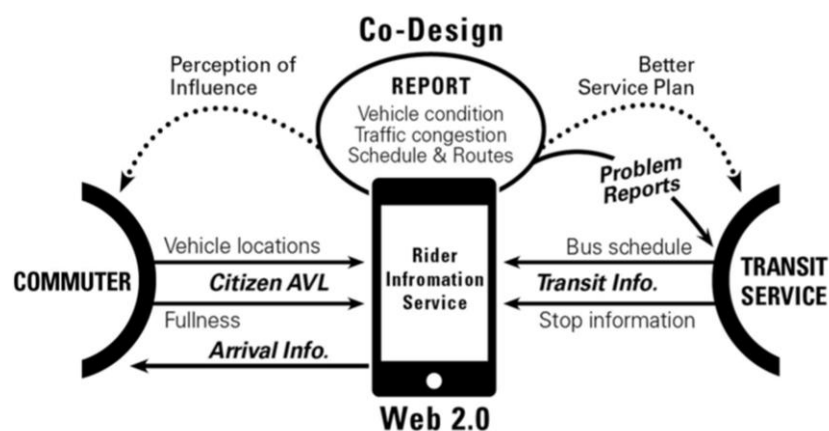 Co-Design
Perception of
Influence
REPORT
Vehicle condition
Traffic congestion
Schedule & Routes
Better
Service Plan
Problem
Reports
COMMUTER
Vehicle locations
Citizen AVL
Fullness
Arrival Info.
Rider
Infromation
Service
Bus schedule
Transit Info.
Stop information
TRANSIT
SERVICE
Web 2.0